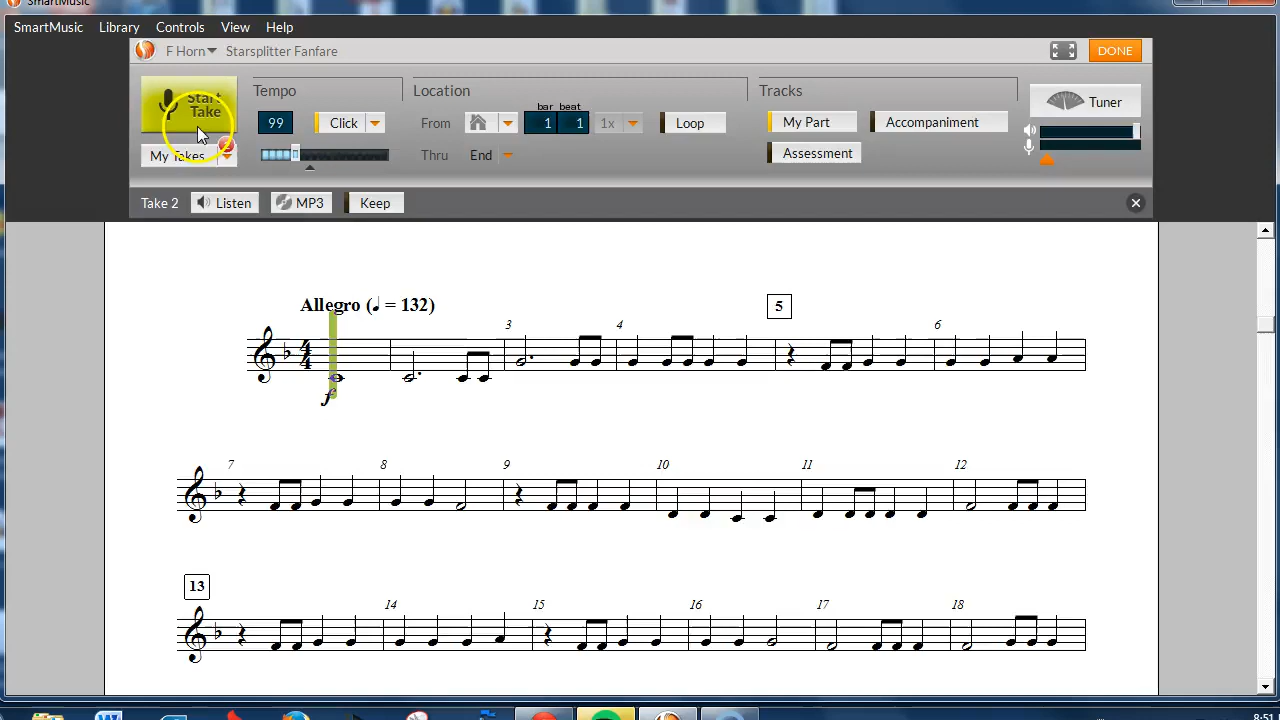 SmartMusic
SmartMusic Library Controls View Help
F Horn Starsplitter Fanfare DONE
Start Take
My Takes 2
Tempo
99 Click
Location
bar beat
From 1 1 1x Loop
Thru End
Tracks
My Part Accompaniment
Assessment
Tuner
Take 2 Listen MP3 Keep
Allegro (♩ = 132)
5
3 4 6
4 4
f
7 8 9 10 11 12
13
14 15 16 17 18
8:51